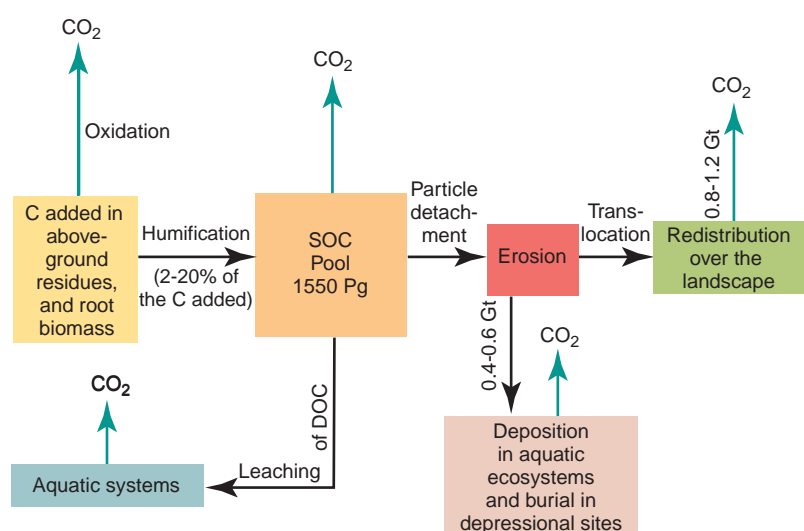 CO2
Oxidation
C added in
above-
ground
residues,
and root
biomass
Humification
(2-20% of
the C added)
CO2
SOC
Pool
1550 Pg
Particle
detach-
ment
Erosion
Trans-
location
CO2
0.8-1.2 Gt
Redistribution
over the
landscape
0.4-0.6 Gt
CO2
Deposition
in aquatic
ecosystems
and burial in
depressional sites
of DOC
Leaching
CO2
Aquatic systems